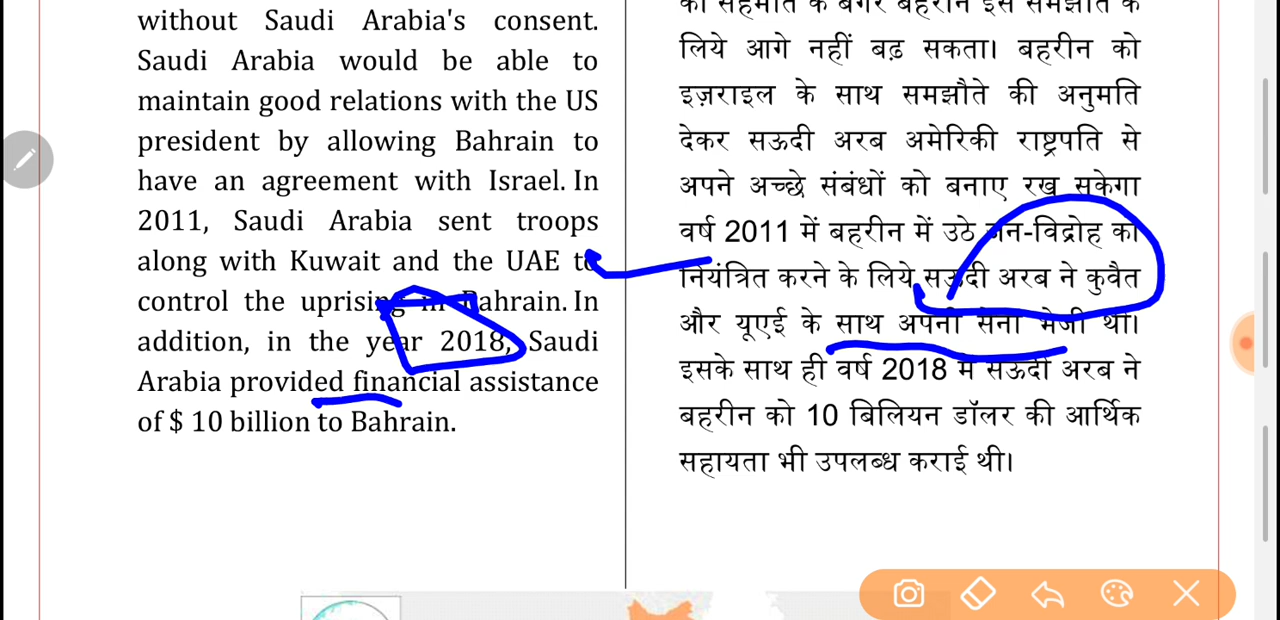 without Saudi Arabia's consent.
Saudi Arabia would be able to
maintain good relations with the US
president by allowing Bahrain to
have an agreement with Israel. In
2011, Saudi Arabia sent troops
along with Kuwait and the UAE to
control the uprising in Bahrain. In
addition, in the year 2018, Saudi
Arabia provided financial assistance
of $ 10 billion to Bahrain.
की सहमति के बगैर बहरीन इस समझौते के
लिये आगे नहीं बढ़ सकता। बहरीन को
इज़राइल के साथ समझौते की अनुमति
देकर सऊदी अरब अमेरिकी राष्ट्रपति से
अपने अच्छे संबंधों को बनाए रख सकेगा
वर्ष 2011 में बहरीन में उठे जन-विद्रोह को
नियंत्रित करने के लिये सऊदी अरब ने कुवैत
और यूएई के साथ अपनी सेना भेजी थी।
इसके साथ ही वर्ष 2018 में सऊदी अरब ने
बहरीन को 10 बिलियन डॉलर की आर्थिक
सहायता भी उपलब्ध कराई थी।